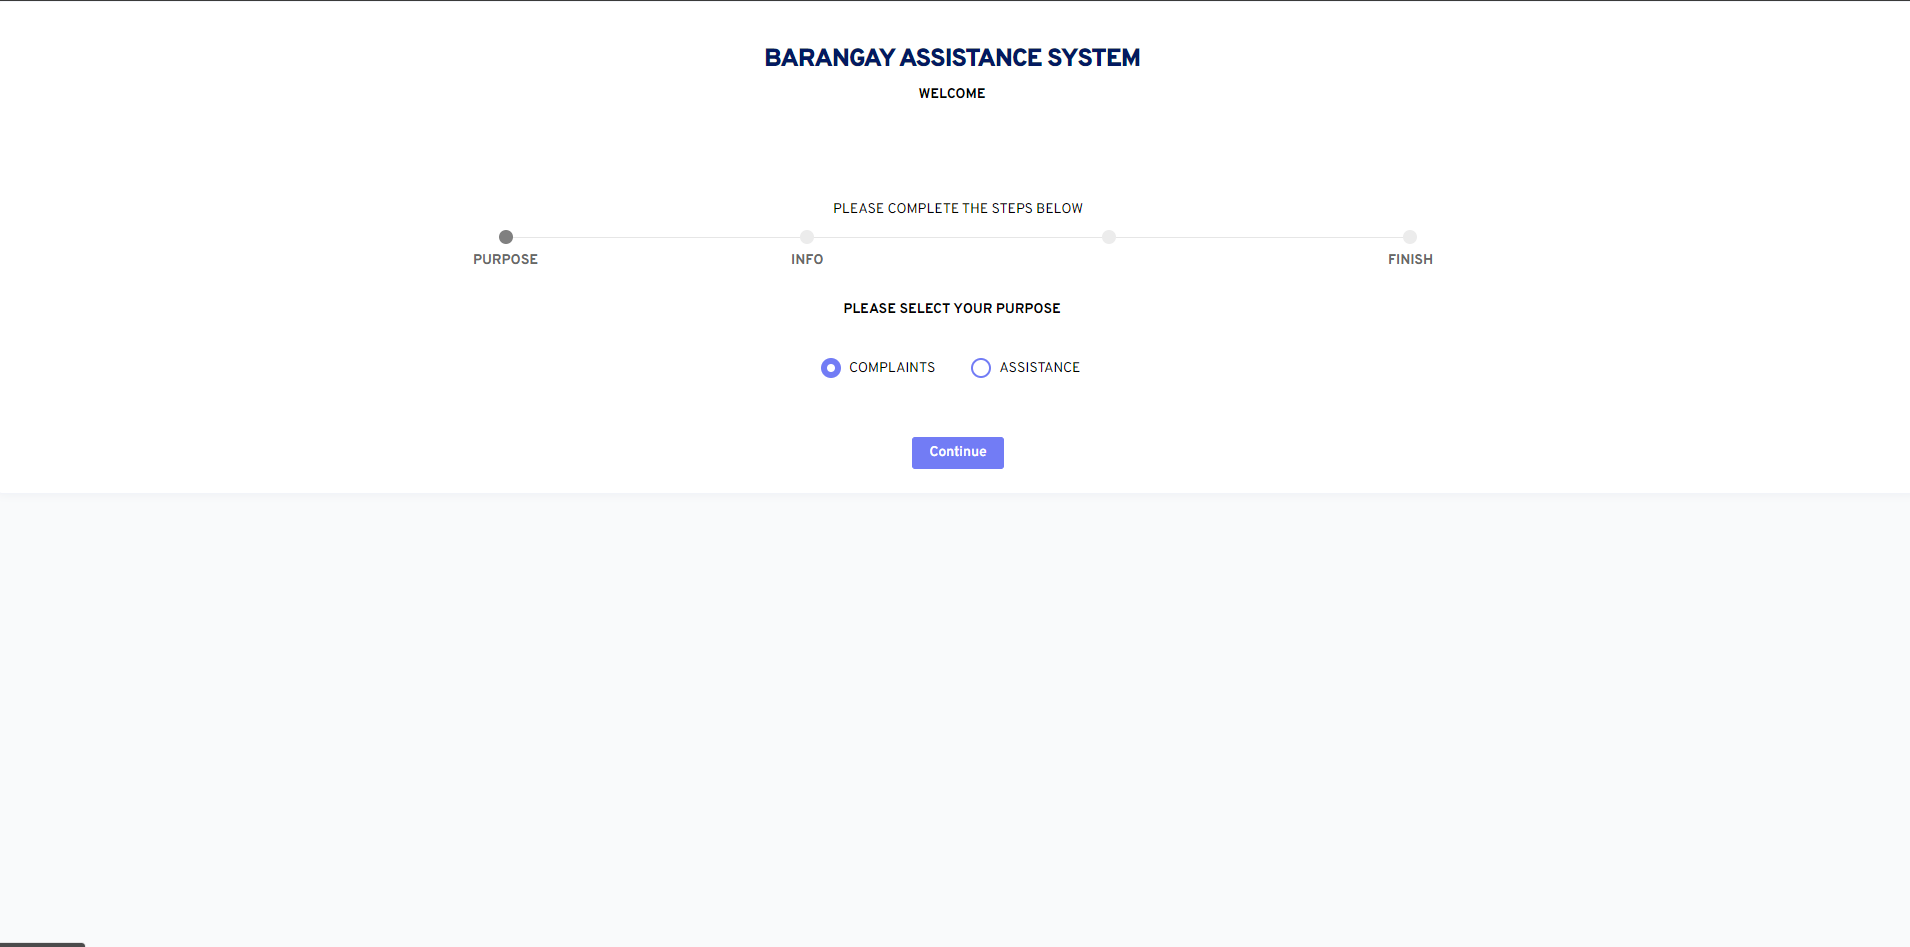 BARANGAY ASSISTANCE SYSTEM
WELCOME
PLEASE COMPLETE THE STEPS BELOW
PURPOSE INFO FINISH
PLEASE SELECT YOUR PURPOSE
COMPLAINTS ASSISTANCE
Continue